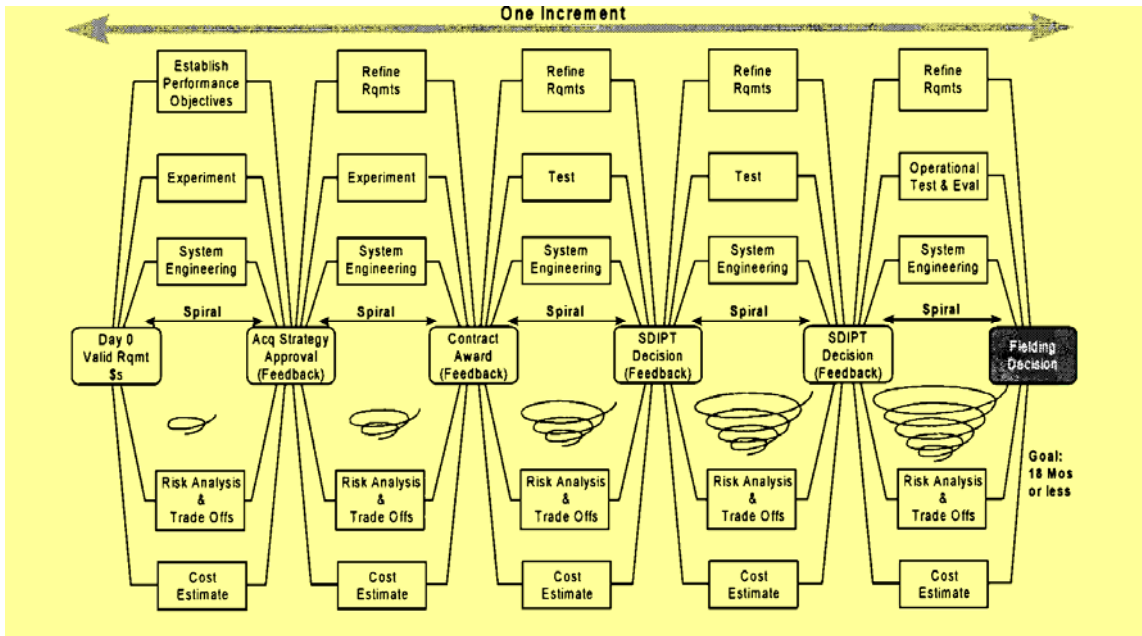 One Increment
Establish
Performance
Objectives
Refine
Rqmts
Refine
Rqmts
Refine
Rqmts
Refine
Rqmts
Experiment
Experiment
Test
Test
Operational
Test & Eval
System
Engineering
System
Engineering
System
Engineering
System
Engineering
System
Engineering
Spiral
Spiral
Spiral
Spiral
Spiral
Day 0
Valid Rqmt
$s
Acq Strategy
Approval
(Feedback)
Contract
Award
(Feedback)
SDIPT
Decision
(Feedback)
SDIPT
Decision
(Feedback)
Fielding
Decision
Goal:
18 Mos
or less
Risk Analysis
&
Trade Offs
Risk Analysis
&
Trade Offs
Risk Analysis
&
Trade Offs
Risk Analysis
&
Trade Offs
Risk Analysis
&
Trade Offs
Cost
Estimate
Cost
Estimate
Cost
Estimate
Cost
Estimate
Cost
Estimate